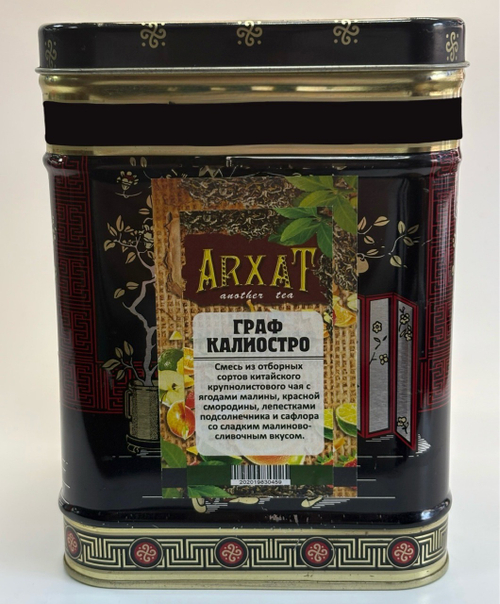 ARXAT
another tea
ГРАФ
КАЛИОСТРО
Смесь из отборных
сортов китайского
крупнолистового чая с
ягодами малины, красной
смородины, лепестками
подсолнечника и сафлора
со сладким малиново-
сливочным вкусом.
202019830459